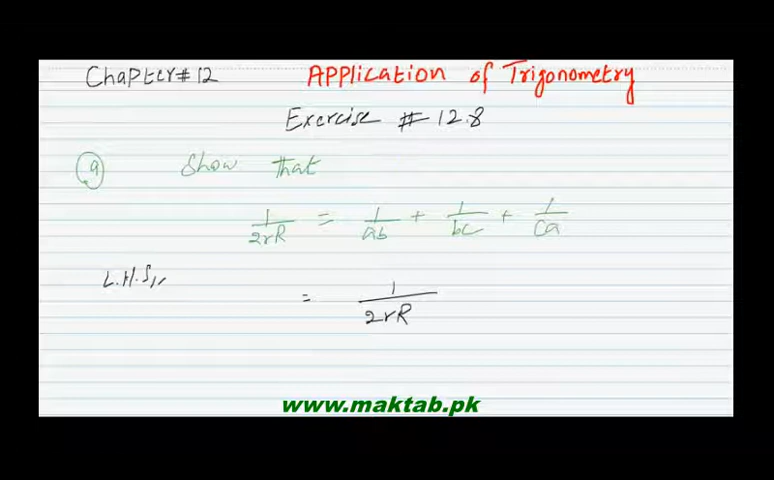 Chapter # 12 Application of Trigonometry
Exercise # 12.8
9 Show that
1/2rR = 1/ab + 1/bc + 1/ca
L.H.S,, = 1/2rR
www.maktab.pk